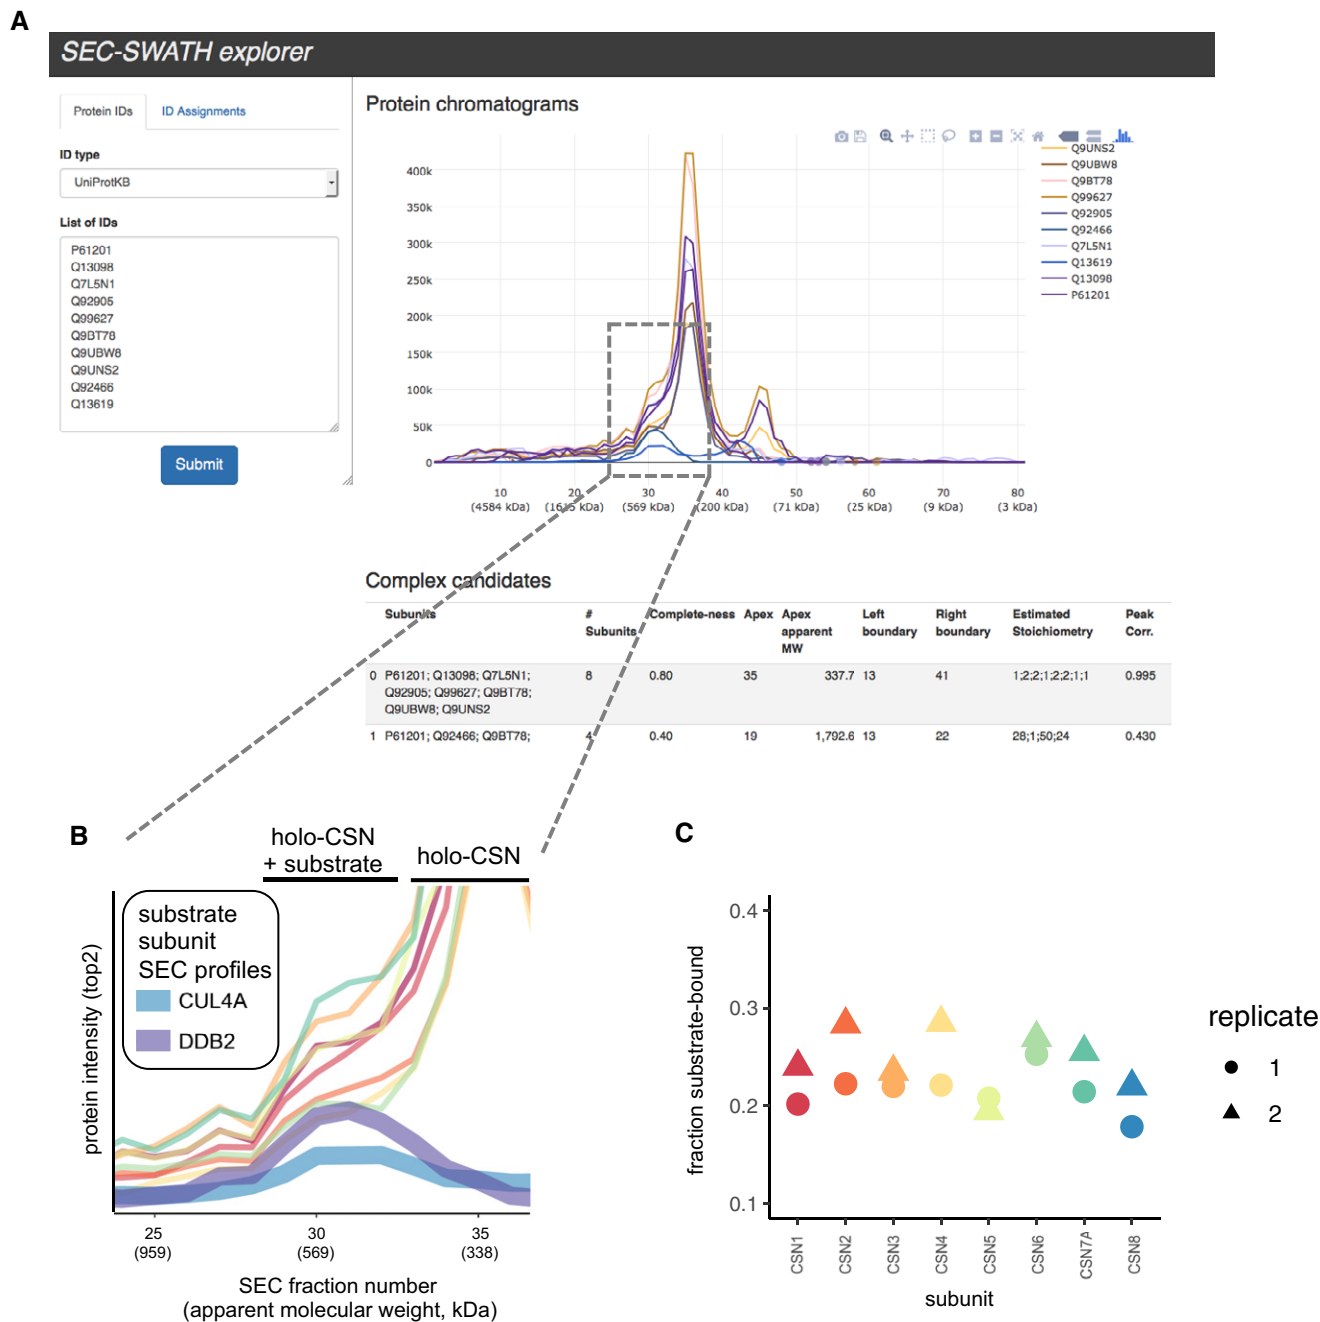 A
SEC-SWATH explorer
Protein IDs
ID Assignments
ID type
UniProtKB
List of IDs
P61201
Q13098
Q7L5N1
Q92905
Q99627
Q9BT78
Q9UBW8
Q9UNS2
Q92466
Q13619
Submit
Protein chromatograms
400k
350k
300k
250k
200k
150k
100k
50k
0
10 20 30 40 50 60 70 80
(4584 kDa) (1615 kDa) (569 kDa) (200 kDa) (71 kDa) (25 kDa) (9 kDa) (3 kDa)
Q9UNS2
Q9UBW8
Q9BT78
Q99627
Q92905
Q92466
Q7L5N1
Q13619
Q13098
P61201
Complex candidates
Subunits # Subunits Complete-ness Apex Apex apparent MW Left boundary Right boundary Estimated Stoichiometry Peak Corr.
0 P61201; Q13098; Q7L5N1; 8 0.80 35 337.7 13 41 1;2;2;1;2;2;1;1 0.995
Q92905; Q99627; Q9BT78;
Q9UBW8; Q9UNS2
1 P61201; Q92466; Q9BT78; 4 0.40 19 1,792.6 13 22 28;1;50;24 0.430
B
holo-CSN
+ substrate
holo-CSN
substrate
subunit
SEC profiles
CUL4A
DDB2
protein intensity (top2)
25 30 35
(959) (569) (338)
SEC fraction number
(apparent molecular weight, kDa)
C
fraction substrate-bound
0.4
0.3
0.2
0.1
CSN1 CSN2 CSN3 CSN4 CSN5 CSN6 CSN7A CSN8
subunit
replicate
1
2